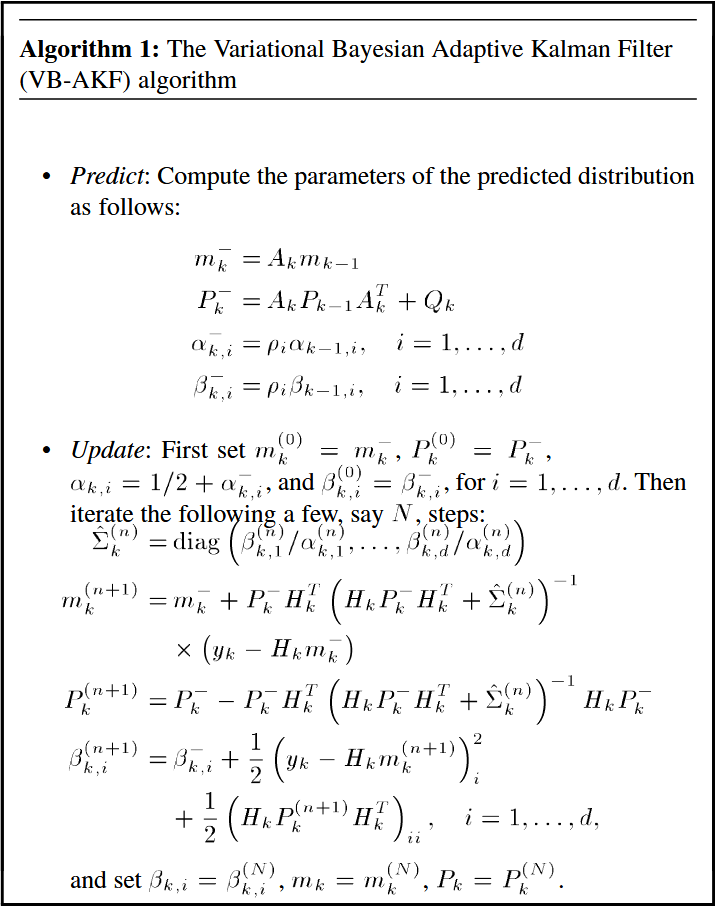 Algorithm 1: The Variational Bayesian Adaptive Kalman Filter
(VB-AKF) algorithm
• Predict: Compute the parameters of the predicted distribution
as follows:
$m_k^- = A_k m_{k-1}$
$P_k^- = A_k P_{k-1} A_k^T + Q_k$
$\alpha_{k,i}^- = \rho_i \alpha_{k-1,i}, \quad i = 1, \ldots, d$
$\beta_{k,i}^- = \rho_i \beta_{k-1,i}, \quad i = 1, \ldots, d$
• Update: First set $m_k^{(0)} = m_k^-$, $P_k^{(0)} = P_k^-$,
$\alpha_{k,i} = 1/2 + \alpha_{k,i}^-$, and $\beta_{k,i}^{(0)} = \beta_{k,i}^-$, for $i = 1, \ldots, d$. Then
iterate the following a few, say $N$, steps:
$\hat{\Sigma}_k^{(n)} = \mathrm{diag}\left(\beta_{k,1}^{(n)}/\alpha_{k,1}^{(n)}, \ldots, \beta_{k,d}^{(n)}/\alpha_{k,d}^{(n)}\right)$
$m_k^{(n+1)} = m_k^- + P_k^- H_k^T \left(H_k P_k^- H_k^T + \hat{\Sigma}_k^{(n)}\right)^{-1}$
$\times \left(y_k - H_k m_k^-\right)$
$P_k^{(n+1)} = P_k^- - P_k^- H_k^T \left(H_k P_k^- H_k^T + \hat{\Sigma}_k^{(n)}\right)^{-1} H_k P_k^-$
$\beta_{k,i}^{(n+1)} = \beta_{k,i}^- + \frac{1}{2} \left(y_k - H_k m_k^{(n+1)}\right)_i^2$
$+ \frac{1}{2} \left(H_k P_k^{(n+1)} H_k^T\right)_{ii}, \quad i = 1, \ldots, d,$
and set $\beta_{k,i} = \beta_{k,i}^{(N)}$, $m_k = m_k^{(N)}$, $P_k = P_k^{(N)}$.